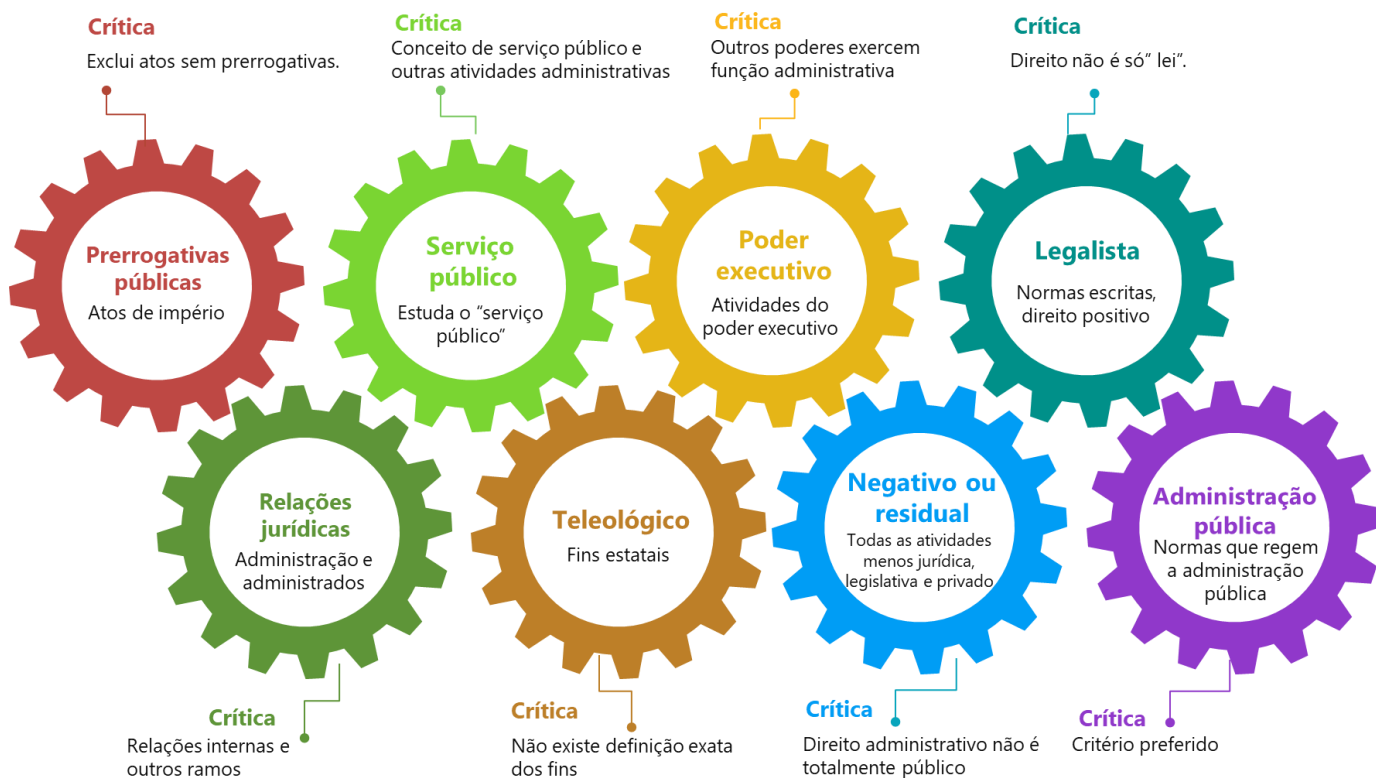 Crítica
Exclui atos sem prerrogativas.
Prerrogativas
públicas
Atos de império
Crítica
Conceito de serviço público e
outras atividades administrativas
Serviço
público
Estuda o “serviço
público”
Crítica
Outros poderes exercem
função administrativa
Poder
executivo
Atividades do
poder executivo
Crítica
Direito não é só” lei”.
Legalista
Normas escritas,
direito positivo
Relações
jurídicas
Administração e
administrados
Crítica
Relações internas e
outros ramos
Teleológico
Fins estatais
Crítica
Não existe definição exata
dos fins
Negativo ou
residual
Todas as atividades
menos jurídica,
legislativa e privado
Crítica
Direito administrativo não é
totalmente público
Administração
pública
Normas que regem
a administração
pública
Crítica
Critério preferido